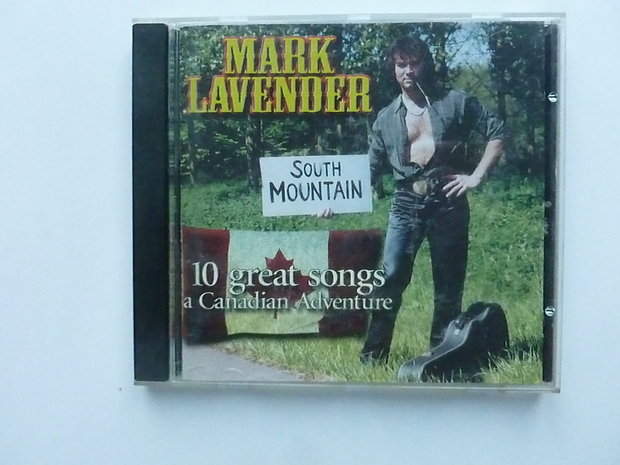 MARK
LAVENDER
SOUTH
MOUNTAIN
10 great songs
a Canadian Adventure